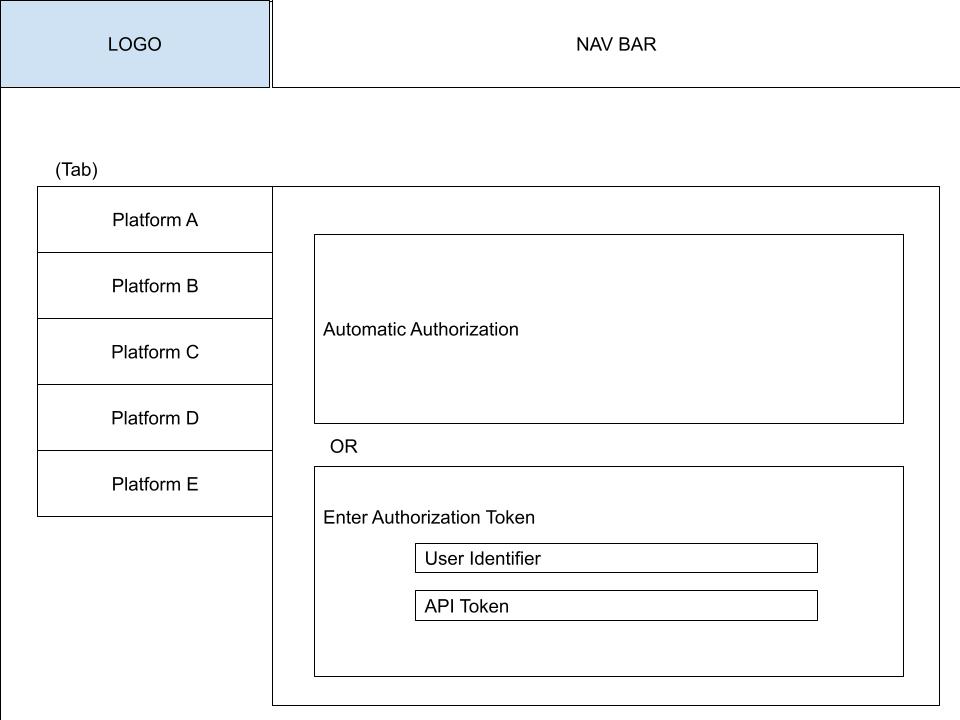 LOGO
NAV BAR
(Tab)
Platform A
Platform B
Platform C
Platform D
Platform E
Automatic Authorization
OR
Enter Authorization Token
User Identifier
API Token